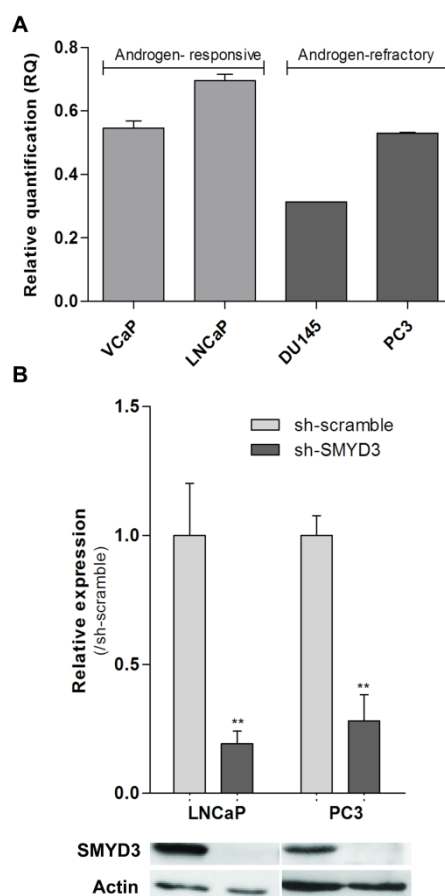 A
Androgen- responsive
Androgen-refractory
Relative quantification (RQ)
0.8
0.6
0.4
0.2
0.0
VCaP
LNCaP
DU145
PC3
B
sh-scramble
sh-SMYD3
Relative expression
(/sh-scramble)
1.5
1.0
0.5
0.0
**
**
LNCaP
PC3
SMYD3
Actin